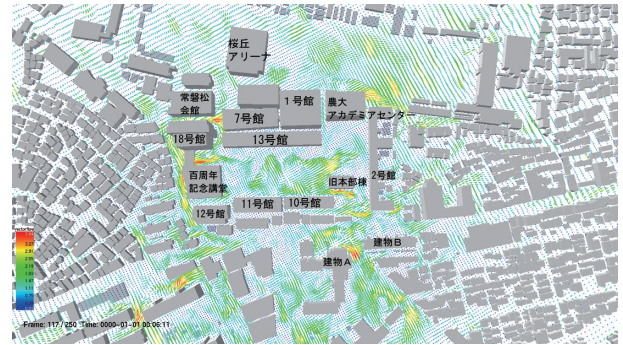 桜丘
アリーナ
常磐松
会館
1号館
農大
アカデミアセンター
7号館
18号館
13号館
百周年
記念講堂
旧本部棟
2号館
11号館
10号館
12号館
建物B
建物A
Frame: 117 / 250 Time: 0000-01-01 00:06:11